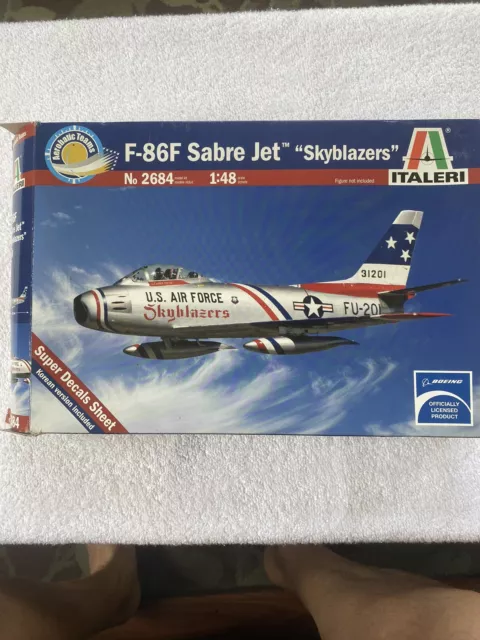 Aerobatic Teams
F-86F Sabre Jet™ "Skyblazers"
ITALERI
No 2684
1:48
Figure not included
31201
U.S. AIR FORCE
Skyblazers
FU-201
Super Decals Sheet
Korean version included
BOEING
OFFICIALLY
LICENSED
PRODUCT